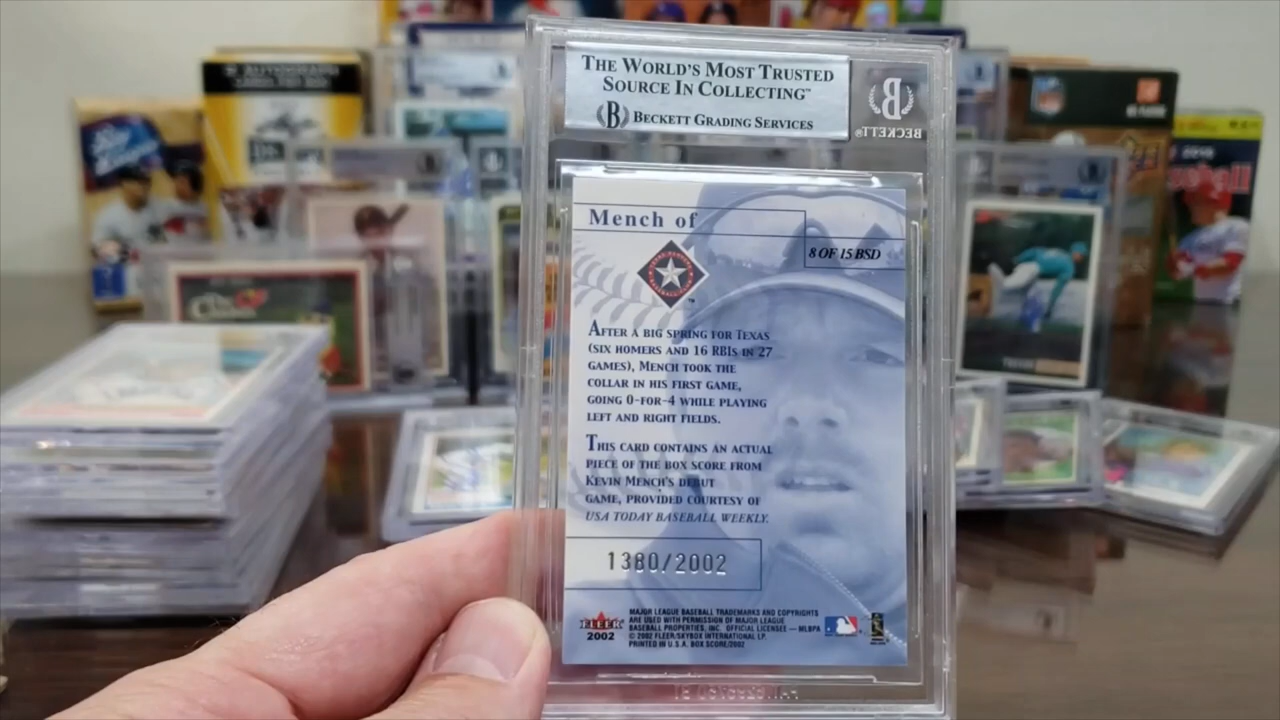 THE WORLD'S MOST TRUSTED
SOURCE IN COLLECTING™
B BECKETT GRADING SERVICES
B
BECKETT™
Mench of
8 OF 15 BSD
AFTER A BIG SPRING FOR TEXAS
(SIX HOMERS AND 16 RBIS IN 27
GAMES), MENCH TOOK THE
COLLAR IN HIS FIRST GAME,
GOING 0-FOR-4 WHILE PLAYING
LEFT AND RIGHT FIELDS.
THIS CARD CONTAINS AN ACTUAL
PIECE OF THE BOX SCORE FROM
KEVIN MENCH'S DEBUT
GAME, PROVIDED COURTESY OF
USA TODAY BASEBALL WEEKLY.
1380/2002
FLEER
2002
MAJOR LEAGUE BASEBALL TRADEMARKS AND COPYRIGHTS
ARE USED WITH PERMISSION OF MAJOR LEAGUE
BASEBALL PROPERTIES, INC. OFFICIAL LICENSEE — MLBPA
© 2002 FLEER/SKYBOX INTERNATIONAL LP.
PRINTED IN U.S.A. BOX SCORE/2002